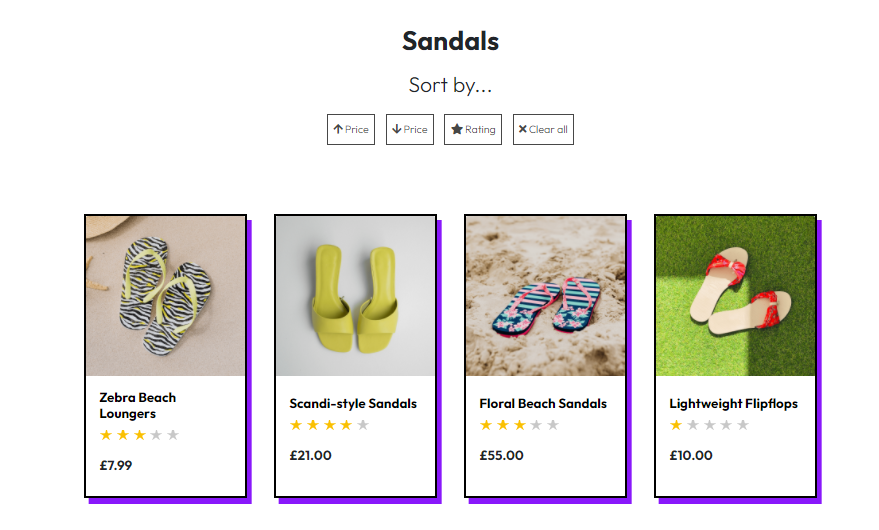 Sandals
Sort by...
Price
Price
Rating
Clear all
Zebra Beach
Loungers
£7.99
Scandi-style Sandals
£21.00
Floral Beach Sandals
£55.00
Lightweight Flipflops
£10.00